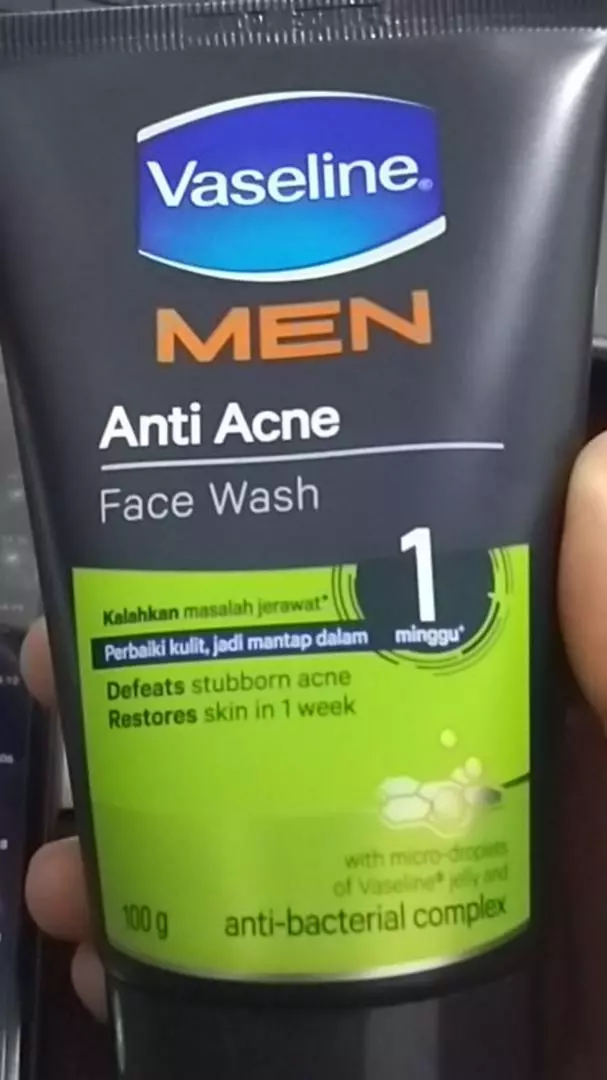 Vaseline®
MEN
Anti Acne
Face Wash
Kalahkan masalah jerawat*
Perbaiki kulit, jadi mantap dalam
1
minggu*
Defeats stubborn acne
Restores skin in 1 week
with micro-droplets
of Vaseline® jelly and
anti-bacterial complex
100 g